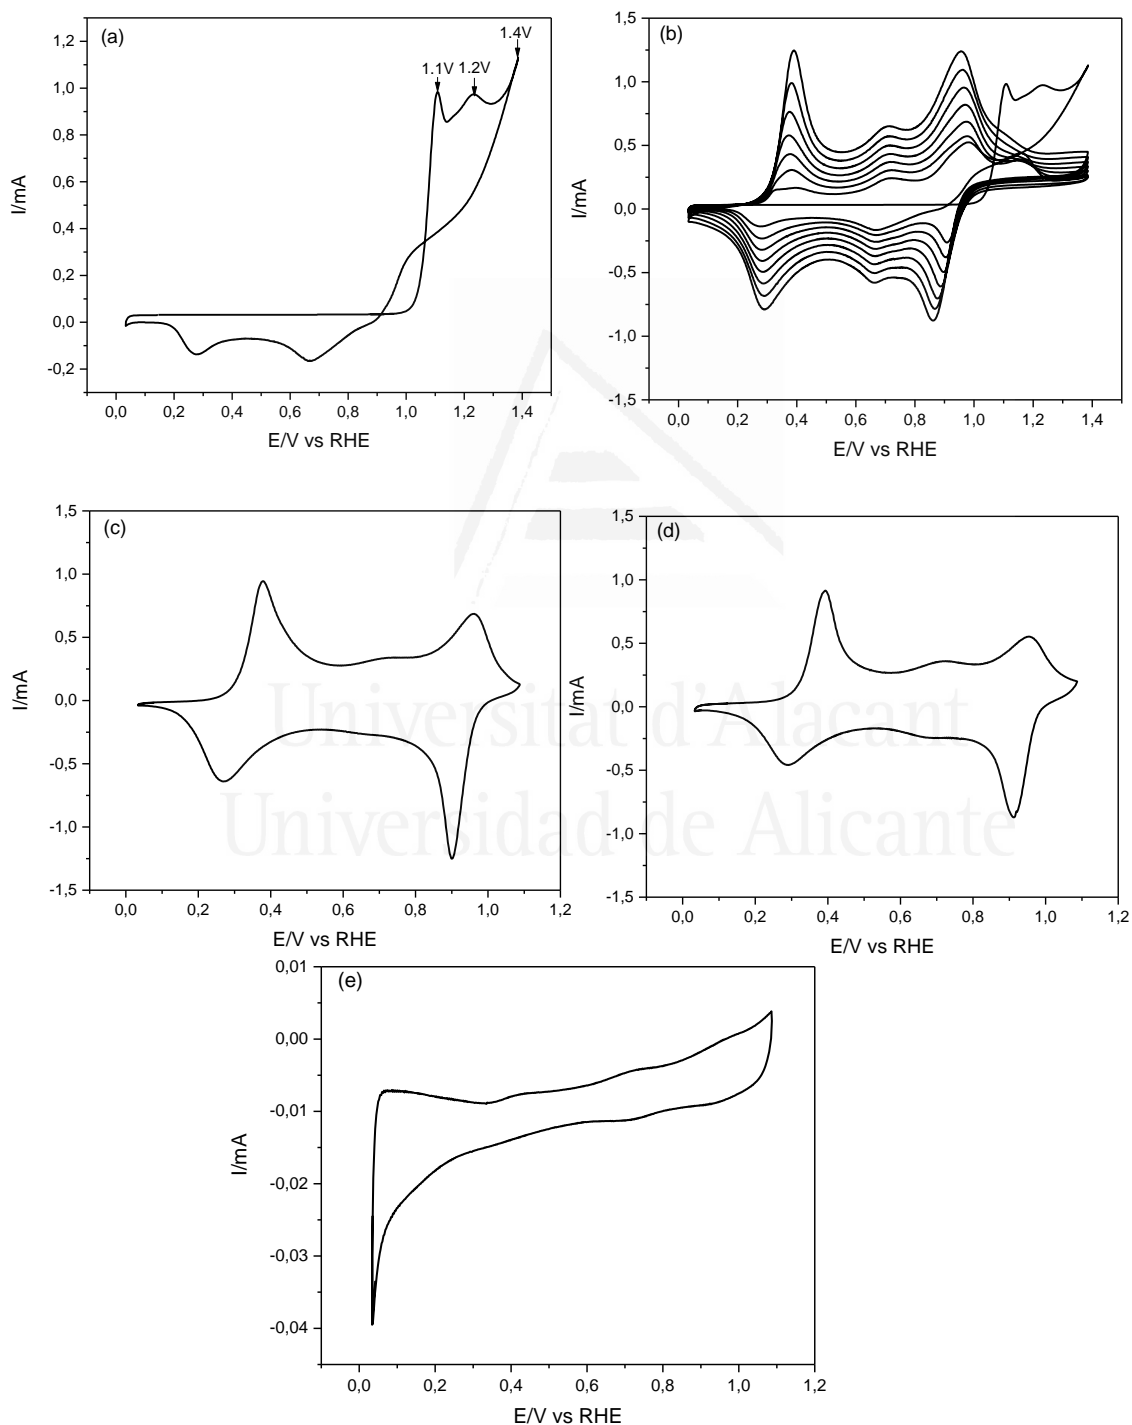 (a)
1.1V 1.2V 1.4V
1,2
1,0
0,8
0,6
0,4
0,2
0,0
-0,2
I/mA
0,0 0,2 0,4 0,6 0,8 1,0 1,2 1,4
E/V vs RHE
(b)
1,5
1,0
0,5
0,0
-0,5
-1,0
-1,5
I/mA
0,0 0,2 0,4 0,6 0,8 1,0 1,2 1,4
E/V vs RHE
(c)
1,5
1,0
0,5
0,0
-0,5
-1,0
-1,5
I/mA
0,0 0,2 0,4 0,6 0,8 1,0 1,2
E/V vs RHE
(d)
1,5
1,0
0,5
0,0
-0,5
-1,0
-1,5
I/mA
0,0 0,2 0,4 0,6 0,8 1,0 1,2
E/V vs RHE
Universitat d'Alacant
Universidad de Alicante
(e)
0,01
0,00
-0,01
-0,02
-0,03
-0,04
I/mA
0,0 0,2 0,4 0,6 0,8 1,0 1,2
E/V vs RHE